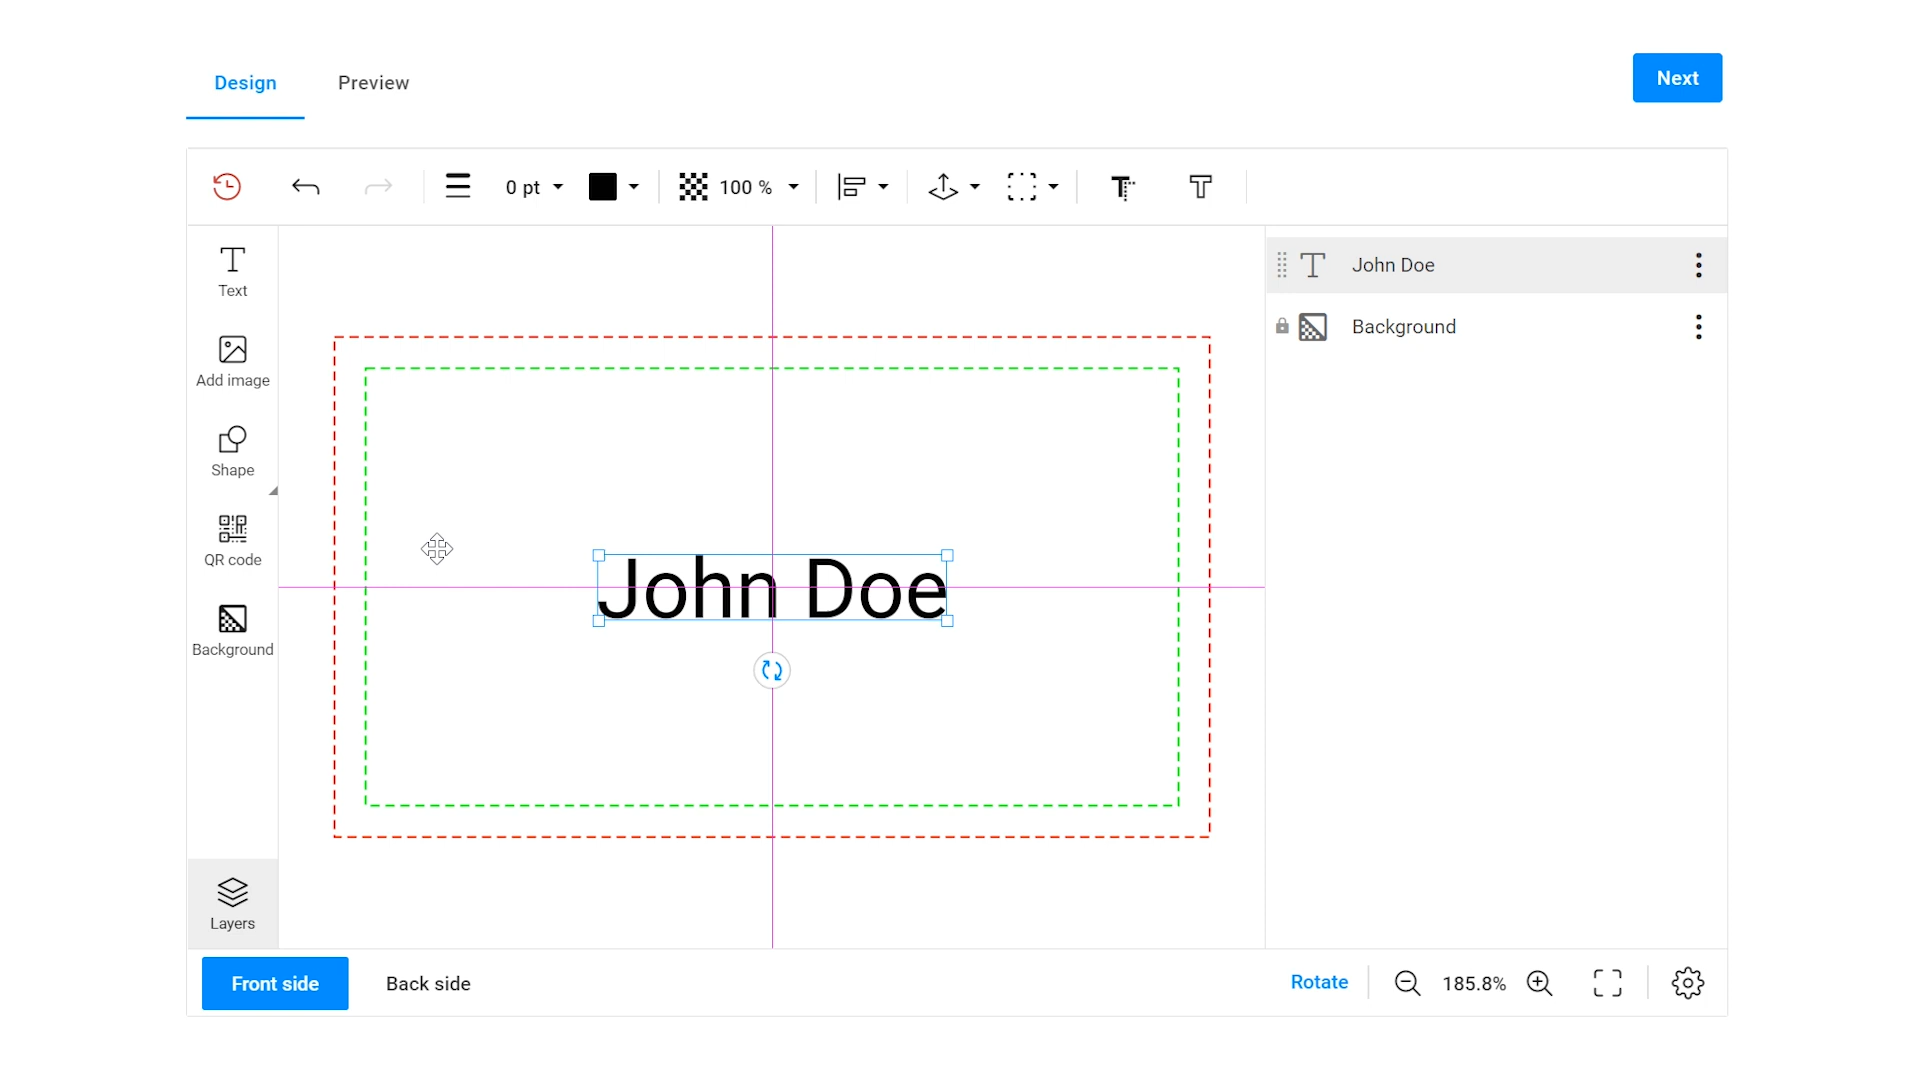 Design Preview Next
0 pt 100 %
Text
Add image
Shape
QR code
Background
Layers
John Doe
John Doe
Background
Front side Back side Rotate 185.8%